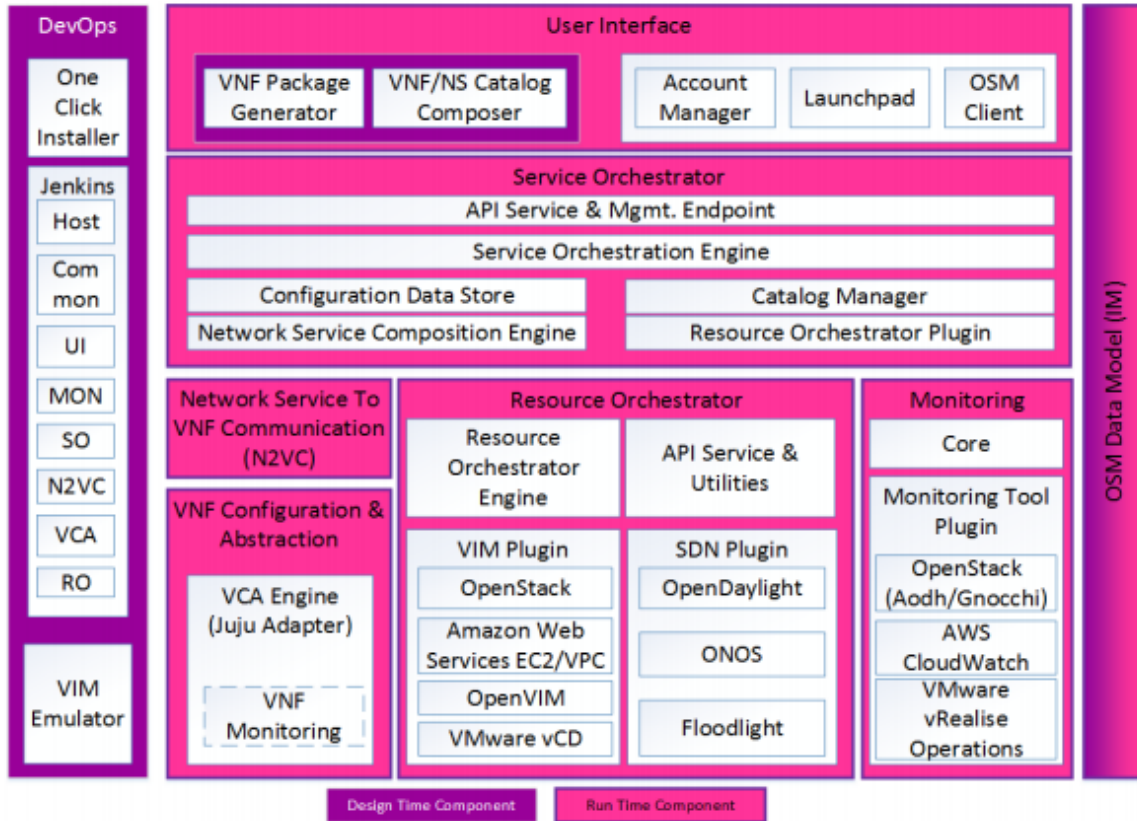 DevOps
One
Click
Installer
Jenkins
Host
Com
mon
UI
MON
SO
N2VC
VCA
RO
VIM
Emulator
User Interface
VNF Package
Generator
VNF/NS Catalog
Composer
Account
Manager
Launchpad
OSM
Client
Service Orchestrator
API Service & Mgmt. Endpoint
Service Orchestration Engine
Configuration Data Store
Catalog Manager
Network Service Composition Engine
Resource Orchestrator Plugin
Network Service To
VNF Communication
(N2VC)
VNF Configuration &
Abstraction
VCA Engine
(Juju Adapter)
VNF
Monitoring
Resource Orchestrator
Resource
Orchestrator
Engine
API Service &
Utilities
VIM Plugin
OpenStack
Amazon Web
Services EC2/VPC
OpenVIM
VMware vCD
SDN Plugin
OpenDaylight
ONOS
Floodlight
Monitoring
Core
Monitoring Tool
Plugin
OpenStack
(Aodh/Gnocchi)
AWS
CloudWatch
VMware
vRealise
Operations
OSM Data Model (IM)
Design Time Component
Run Time Component